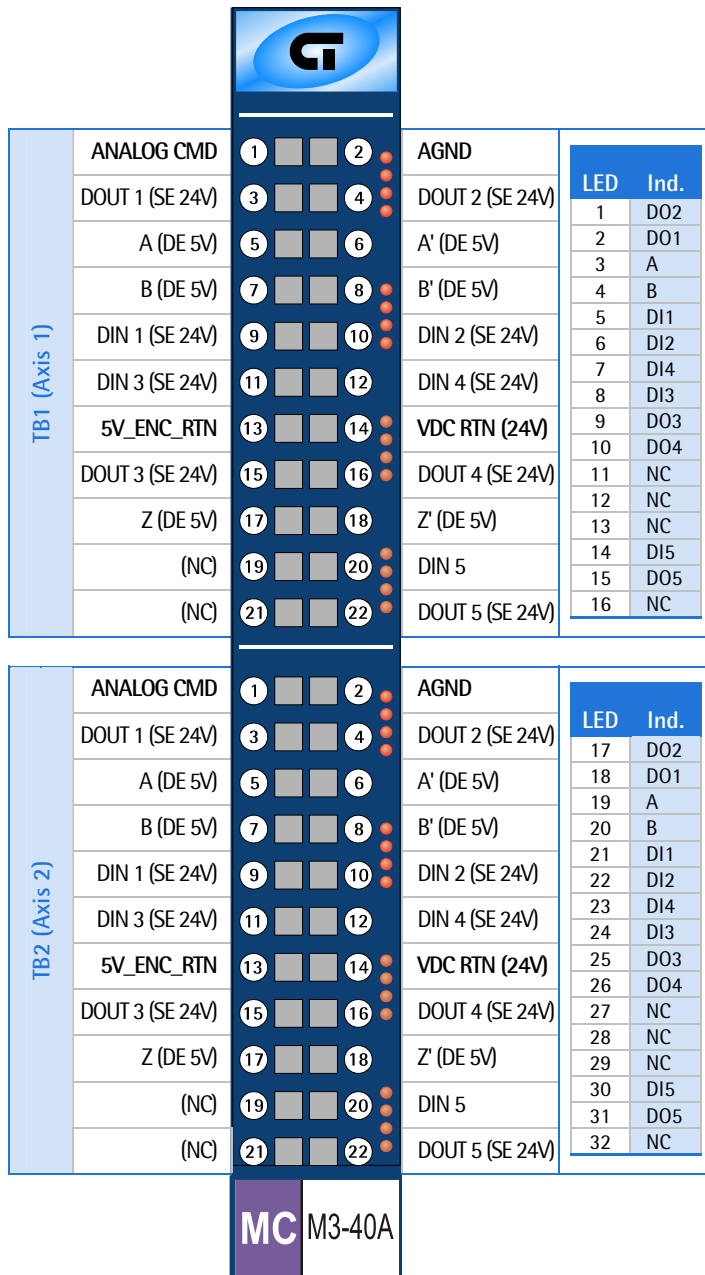 CT
TB1 (Axis 1)
ANALOG CMD 1 2 AGND
DOUT 1 (SE 24V) 3 4 DOUT 2 (SE 24V)
A (DE 5V) 5 6 A' (DE 5V)
B (DE 5V) 7 8 B' (DE 5V)
DIN 1 (SE 24V) 9 10 DIN 2 (SE 24V)
DIN 3 (SE 24V) 11 12 DIN 4 (SE 24V)
5V_ENC_RTN 13 14 VDC RTN (24V)
DOUT 3 (SE 24V) 15 16 DOUT 4 (SE 24V)
Z (DE 5V) 17 18 Z' (DE 5V)
(NC) 19 20 DIN 5
(NC) 21 22 DOUT 5 (SE 24V)
LED Ind.
1 DO2
2 DO1
3 A
4 B
5 DI1
6 DI2
7 DI4
8 DI3
9 DO3
10 DO4
11 NC
12 NC
13 NC
14 DI5
15 DO5
16 NC
TB2 (Axis 2)
ANALOG CMD 1 2 AGND
DOUT 1 (SE 24V) 3 4 DOUT 2 (SE 24V)
A (DE 5V) 5 6 A' (DE 5V)
B (DE 5V) 7 8 B' (DE 5V)
DIN 1 (SE 24V) 9 10 DIN 2 (SE 24V)
DIN 3 (SE 24V) 11 12 DIN 4 (SE 24V)
5V_ENC_RTN 13 14 VDC RTN (24V)
DOUT 3 (SE 24V) 15 16 DOUT 4 (SE 24V)
Z (DE 5V) 17 18 Z' (DE 5V)
(NC) 19 20 DIN 5
(NC) 21 22 DOUT 5 (SE 24V)
LED Ind.
17 DO2
18 DO1
19 A
20 B
21 DI1
22 DI2
23 DI4
24 DI3
25 DO3
26 DO4
27 NC
28 NC
29 NC
30 DI5
31 DO5
32 NC
MC M3-40A